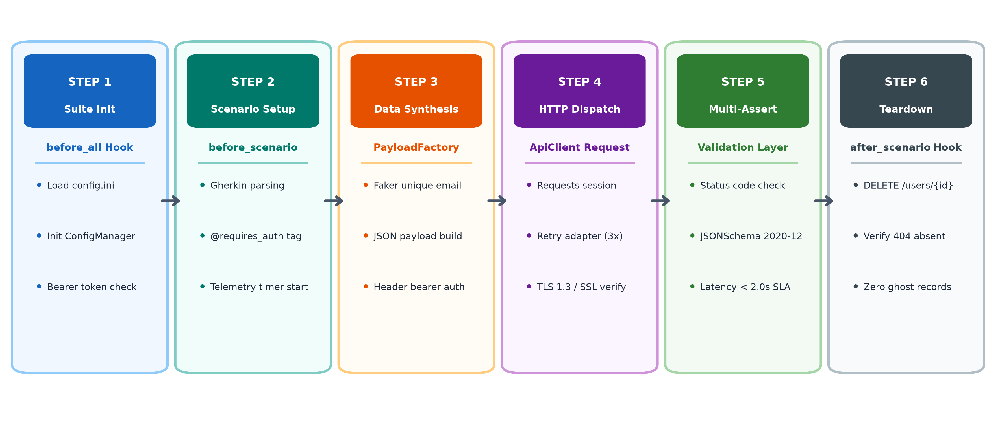 STEP 1
Suite Init
before_all Hook
• Load config.ini
• Init ConfigManager
• Bearer token check
STEP 2
Scenario Setup
before_scenario
• Gherkin parsing
• @requires_auth tag
• Telemetry timer start
STEP 3
Data Synthesis
PayloadFactory
• Faker unique email
• JSON payload build
• Header bearer auth
STEP 4
HTTP Dispatch
ApiClient Request
• Requests session
• Retry adapter (3x)
• TLS 1.3 / SSL verify
STEP 5
Multi-Assert
Validation Layer
• Status code check
• JSONSchema 2020-12
• Latency < 2.0s SLA
STEP 6
Teardown
after_scenario Hook
• DELETE /users/{id}
• Verify 404 absent
• Zero ghost records